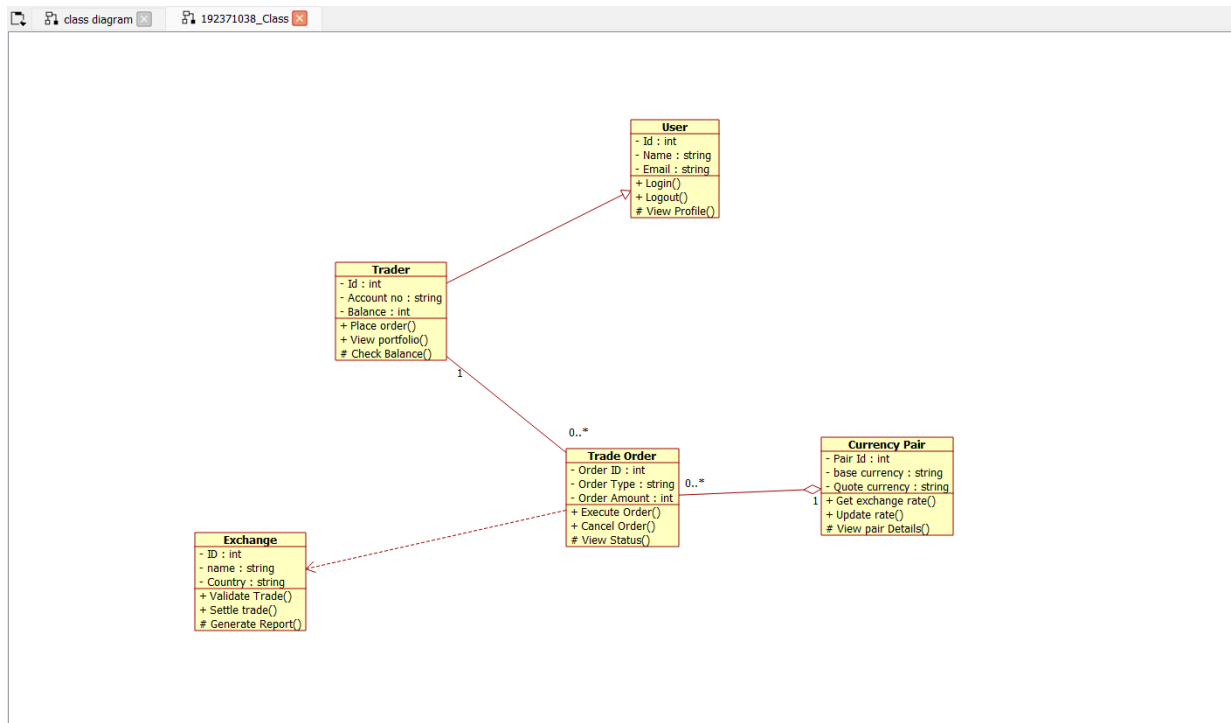 class diagram
192371038_Class
User
- Id : int
- Name : string
- Email : string
+ Login()
+ Logout()
# View Profile()
Trader
- Id : int
- Account no : string
- Balance : int
+ Place order()
+ View portfolio()
# Check Balance()
1
0..*
Trade Order
- Order ID : int
- Order Type : string
- Order Amount : int
+ Execute Order()
+ Cancel Order()
# View Status()
0..*
1
Currency Pair
- Pair Id : int
- base currency : string
- Quote currency : string
+ Get exchange rate()
+ Update rate()
# View pair Details()
Exchange
- ID : int
- name : string
- Country : string
+ Validate Trade()
+ Settle trade()
# Generate Report()